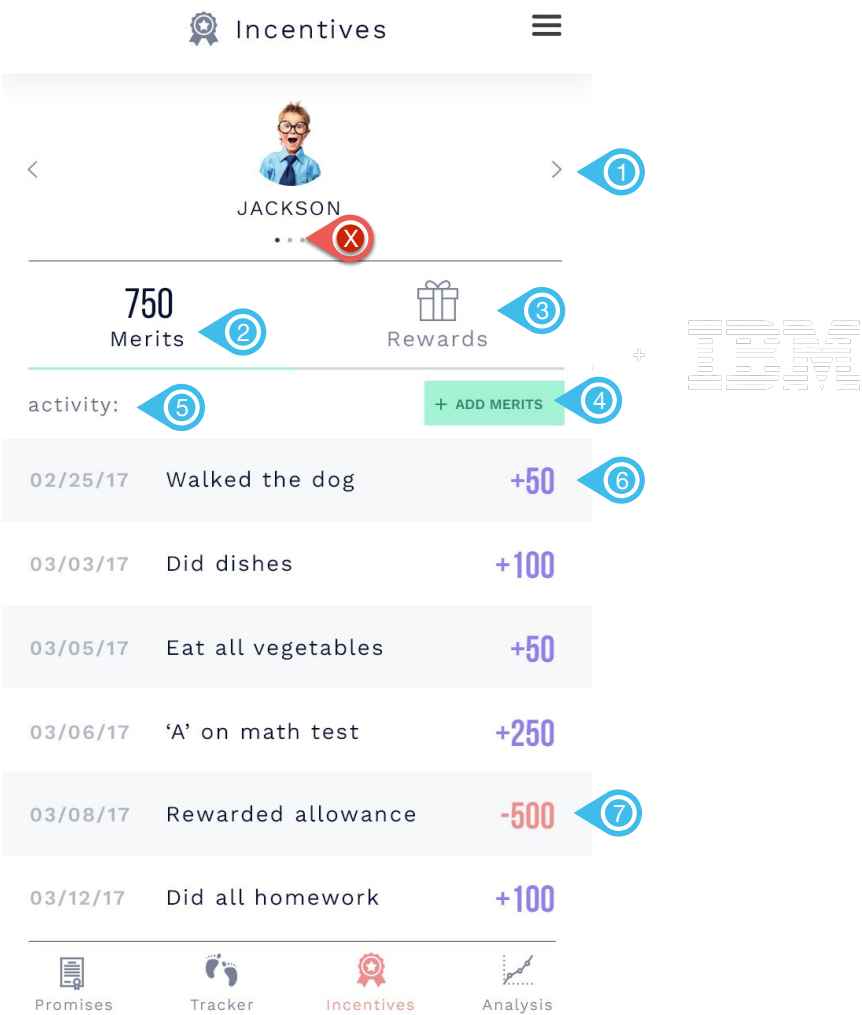 Incentives
1
JACKSON
X
750
Merits
2
Rewards
3
+ IBM
activity:
5
+ ADD MERITS
4
02/25/17 Walked the dog +50
6
03/03/17 Did dishes +100
03/05/17 Eat all vegetables +50
03/06/17 ‘A’ on math test +250
03/08/17 Rewarded allowance -500
7
03/12/17 Did all homework +100
Promises Tracker Incentives Analysis